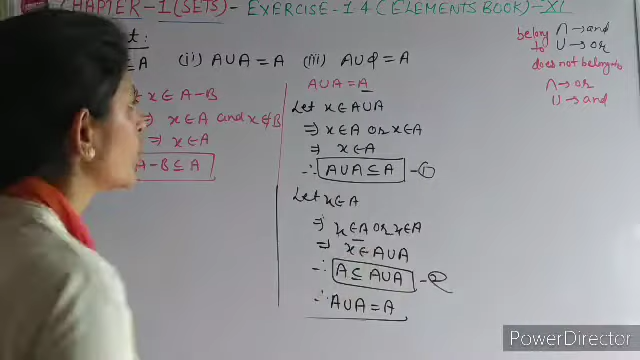 CHAPTER-1(SETS)- EXERCISE-1.4(ELEMENTS BOOK)-XI
t:
⊆A (ii) A∪A = A (iii) A∪ϕ = A
x∈A-B
⇒ x∈A and x∉B
⇒ x∈A
A-B⊆A
A∪A = A
Let x∈A∪A
⇒ x∈A or x∈A
⇒ x∈A
∴ A∪A⊆A -①
Let x∈A
⇒ x∈A or x∈A
⇒ x∈A∪A
∴ A⊆A∪A -②
∴ A∪A = A
belong to ∩→and
∪→or
does not belong to
∩→or
∪→and
PowerDirector